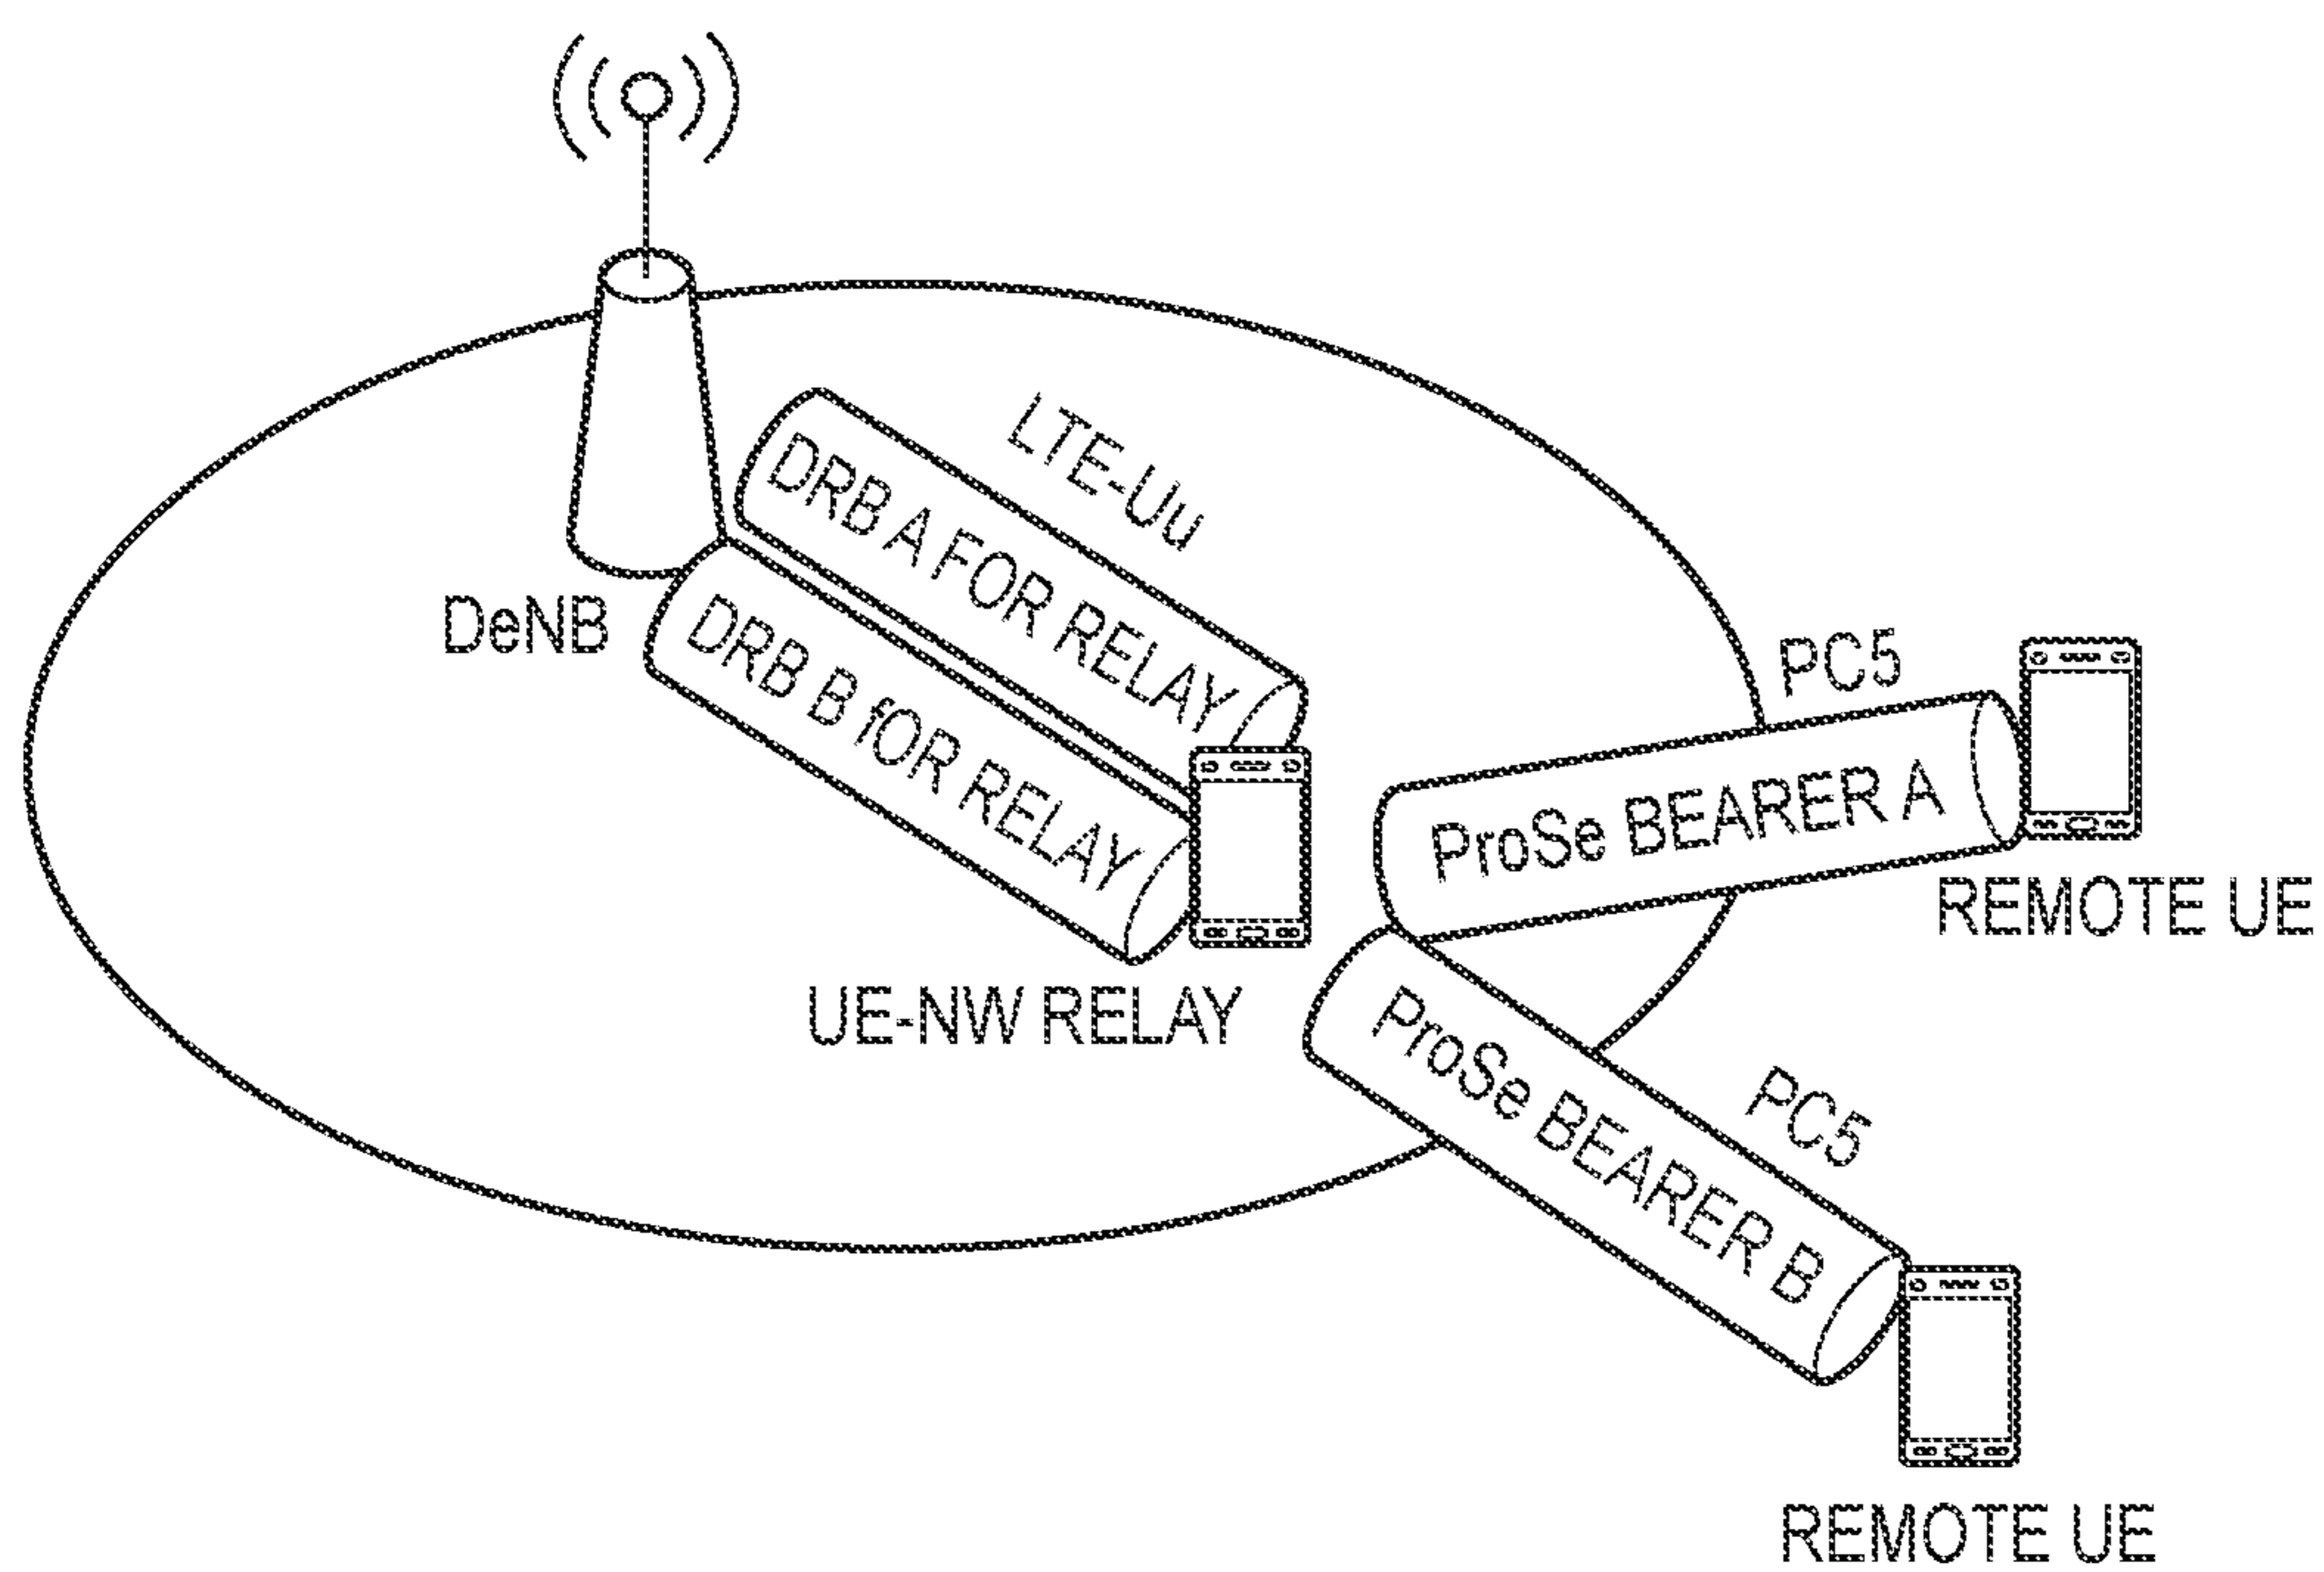 LTE-Uu
DRB A FOR RELAY
DeNB
DRB B fOR RELAY
PC5
ProSe BEARER A
REMOTE UE
UE-NW RELAY
ProSe BEARER B
PC5
REMOTE UE